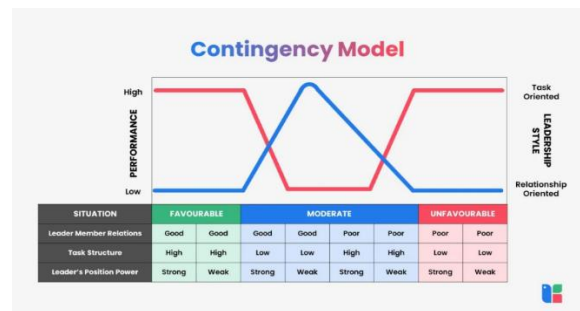 Contingency Model
High
PERFORMANCE
Low
Task
Oriented
LEADERSHIP
STYLE
Relationship
Oriented
SITUATION FAVOURABLE MODERATE UNFAVOURABLE
Leader Member Relations Good Good Good Good Poor Poor Poor Poor
Task Structure High High Low Low High High Low Low
Leader's Position Power Strong Weak Strong Weak Strong Weak Strong Weak